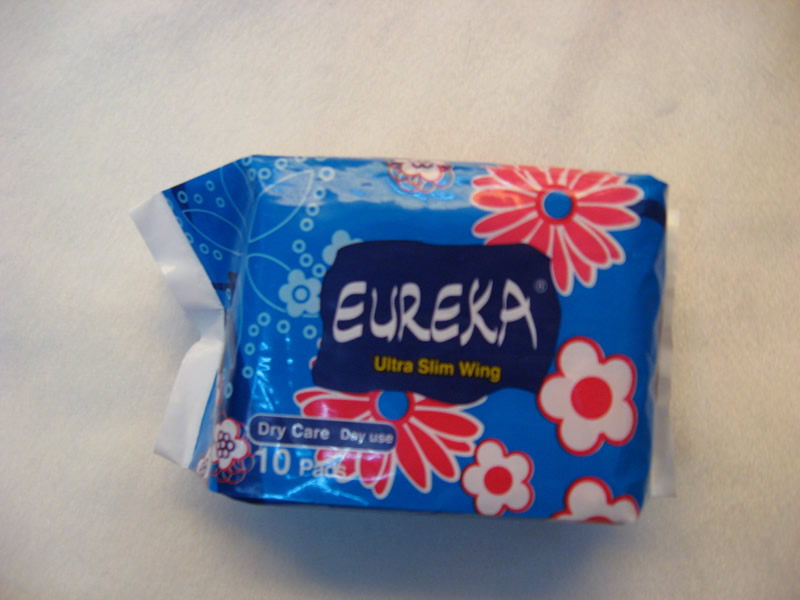 EUREKA®
Ultra Slim Wing
Dry Care Day use
10 Pads